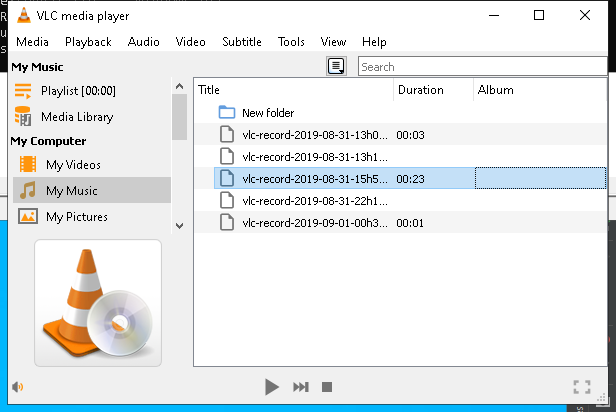 VLC media player
Media Playback Audio Video Subtitle Tools View Help
My Music
Search
Playlist [00:00]
Media Library
My Computer
My Videos
My Music
My Pictures
Title Duration Album
New folder
vlc-record-2019-08-31-13h0... 00:03
vlc-record-2019-08-31-13h1...
vlc-record-2019-08-31-15h5... 00:23
vlc-record-2019-08-31-22h1...
vlc-record-2019-09-01-00h3... 00:01